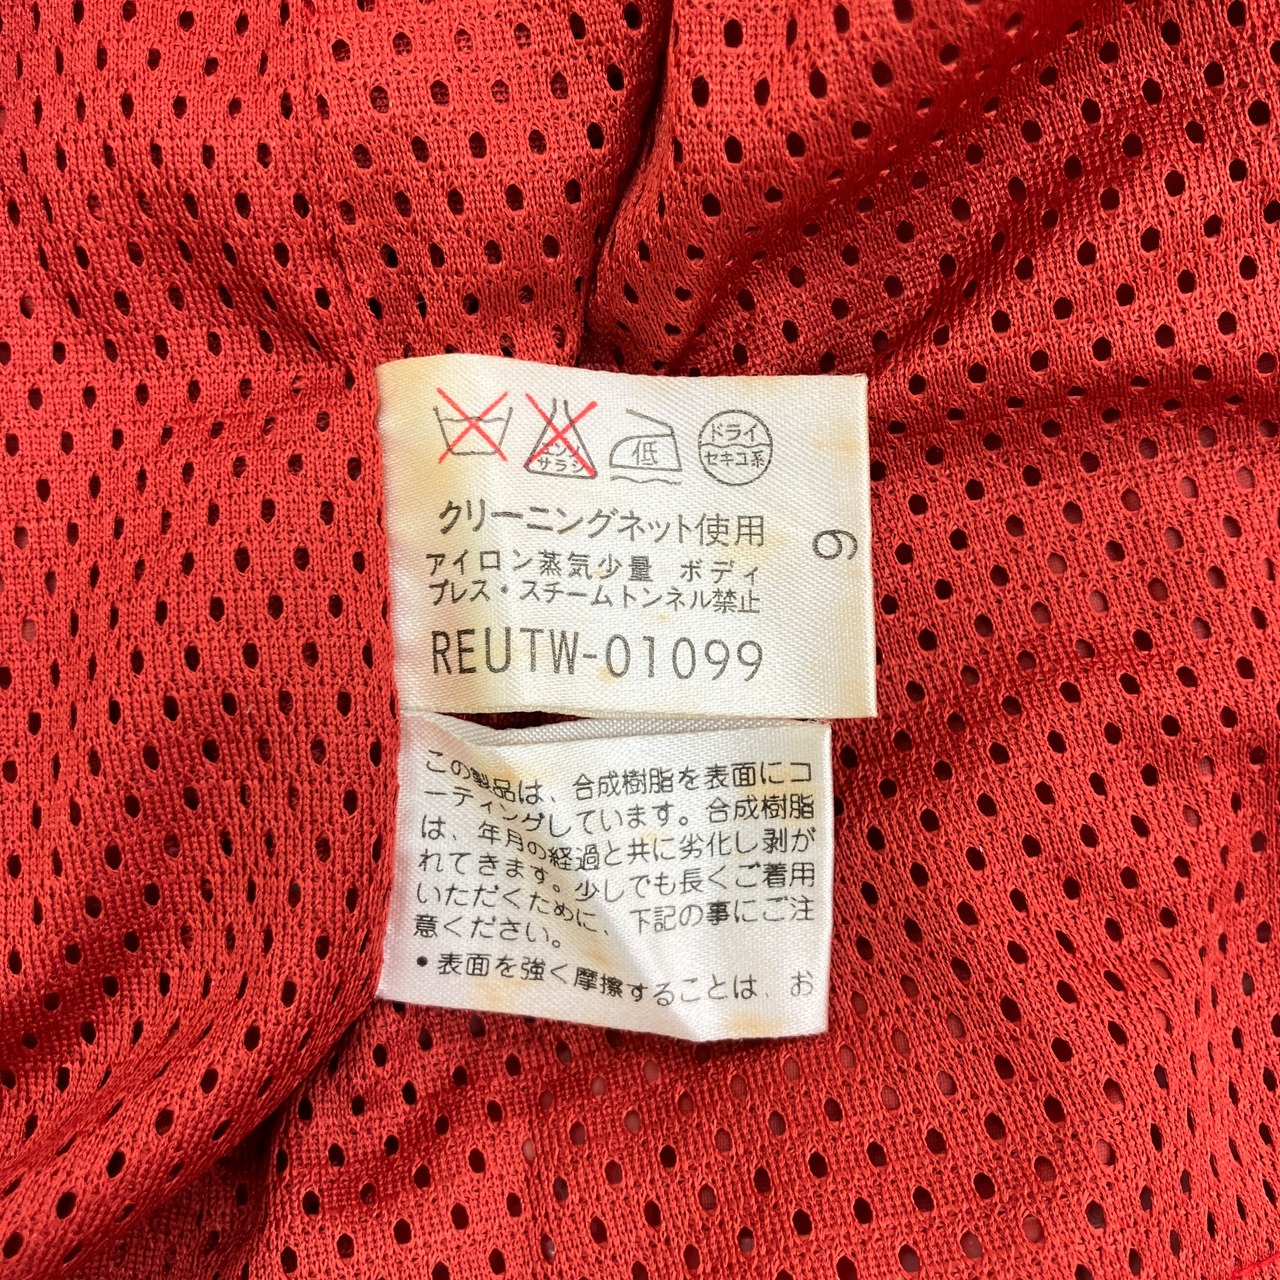 エンソ
サラシ
低
ドライ
セキユ系
クリーニングネット使用
アイロン蒸気少量 ボディ
プレス・スチームトンネル禁止
REUTW-01099
6
この製品は、合成樹脂を表面にコ
ーティングしています。合成樹脂
は、年月の経過と共に劣化し剥が
れてきます。少しでも長くご着用
いただくために、下記の事にご注
意ください。
・表面を強く摩擦することは、お